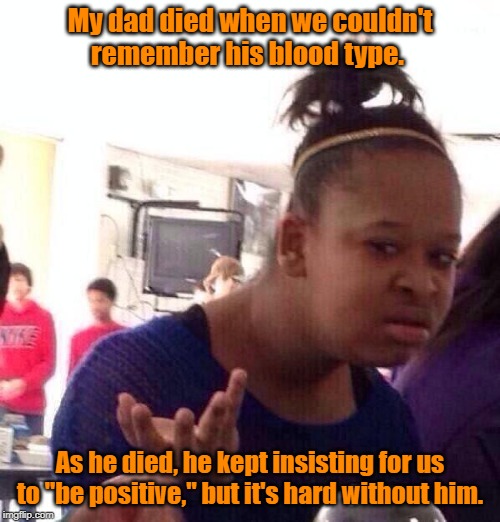 My dad died when we couldn't
remember his blood type.
NIKE
As he died, he kept insisting for us
to "be positive," but it's hard without him.
imgflip.com